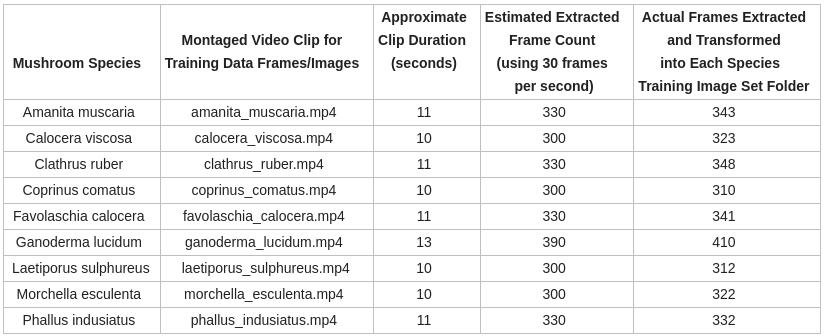 Mushroom Species
Montaged Video Clip for
Training Data Frames/Images
Approximate
Clip Duration
(seconds)
Estimated Extracted
Frame Count
(using 30 frames
per second)
Actual Frames Extracted
and Transformed
into Each Species
Training Image Set Folder
Amanita muscaria amanita_muscaria.mp4 11 330 343
Calocera viscosa calocera_viscosa.mp4 10 300 323
Clathrus ruber clathrus_ruber.mp4 11 330 348
Coprinus comatus coprinus_comatus.mp4 10 300 310
Favolaschia calocera favolaschia_calocera.mp4 11 330 341
Ganoderma lucidum ganoderma_lucidum.mp4 13 390 410
Laetiporus sulphureus laetiporus_sulphureus.mp4 10 300 312
Morchella esculenta morchella_esculenta.mp4 10 300 322
Phallus indusiatus phallus_indusiatus.mp4 11 330 332